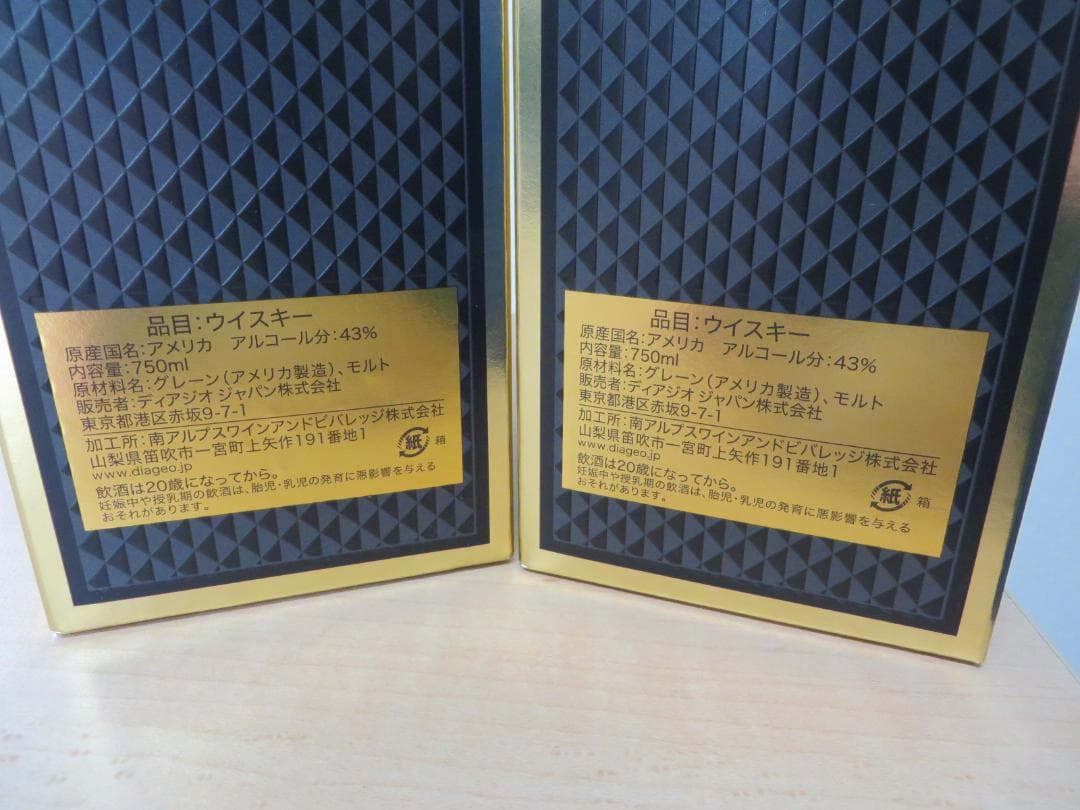 品目：ウイスキー
原産国名：アメリカ　アルコール分：43%
内容量：750ml
原材料名：グレーン（アメリカ製造）、モルト
販売者：ディアジオ ジャパン株式会社
東京都港区赤坂9-7-1
加工所：南アルプスワインアンドビバレッジ株式会社
山梨県笛吹市一宮町上矢作191番地1
www.diageo.jp
紙 箱
飲酒は20歳になってから。
妊娠中や授乳期の飲酒は、胎児・乳児の発育に悪影響を与える
おそれがあります。
品目：ウイスキー
原産国名：アメリカ　アルコール分：43%
内容量：750ml
原材料名：グレーン（アメリカ製造）、モルト
販売者：ディアジオ ジャパン株式会社
東京都港区赤坂9-7-1
加工所：南アルプスワインアンドビバレッジ株式会社
山梨県笛吹市一宮町上矢作191番地1
www.diageo.jp
紙 箱
飲酒は20歳になってから。
妊娠中や授乳期の飲酒は、胎児・乳児の発育に悪影響を与える
おそれがあります。